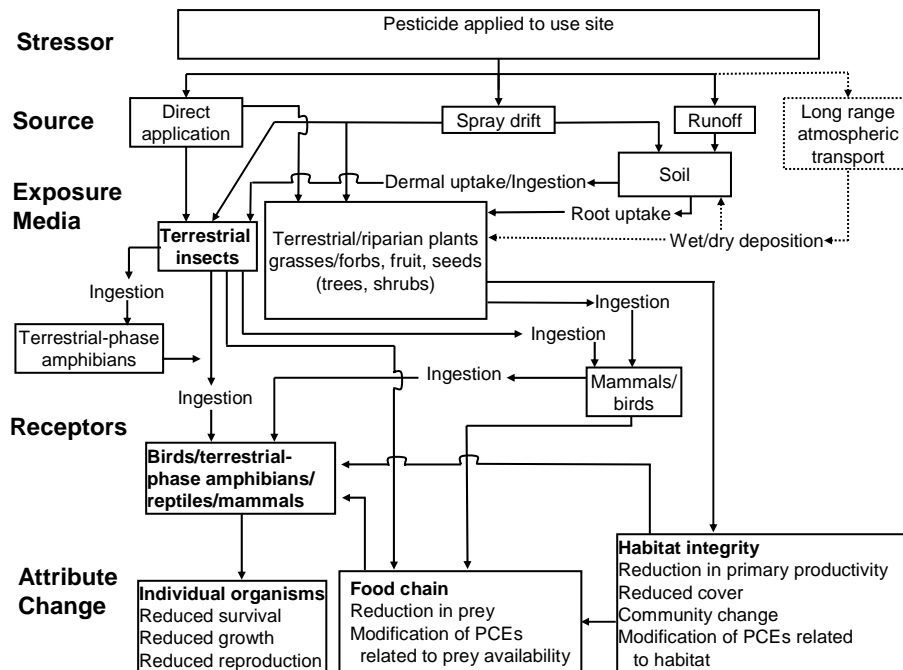 Stressor
Pesticide applied to use site
Source
Direct
application
Spray drift
Runoff
Long range
atmospheric
transport
Exposure
Media
Dermal uptake/Ingestion
Soil
Root uptake
Wet/dry deposition
Terrestrial
insects
Terrestrial/riparian plants
grasses/forbs, fruit, seeds
(trees, shrubs)
Ingestion
Ingestion
Ingestion
Terrestrial-phase
amphibians
Ingestion
Ingestion
Mammals/
birds
Receptors
Birds/terrestrial-
phase amphibians/
reptiles/mammals
Attribute
Change
Individual organisms
Reduced survival
Reduced growth
Reduced reproduction
Food chain
Reduction in prey
Modification of PCEs
related to prey availability
Habitat integrity
Reduction in primary productivity
Reduced cover
Community change
Modification of PCEs related
to habitat